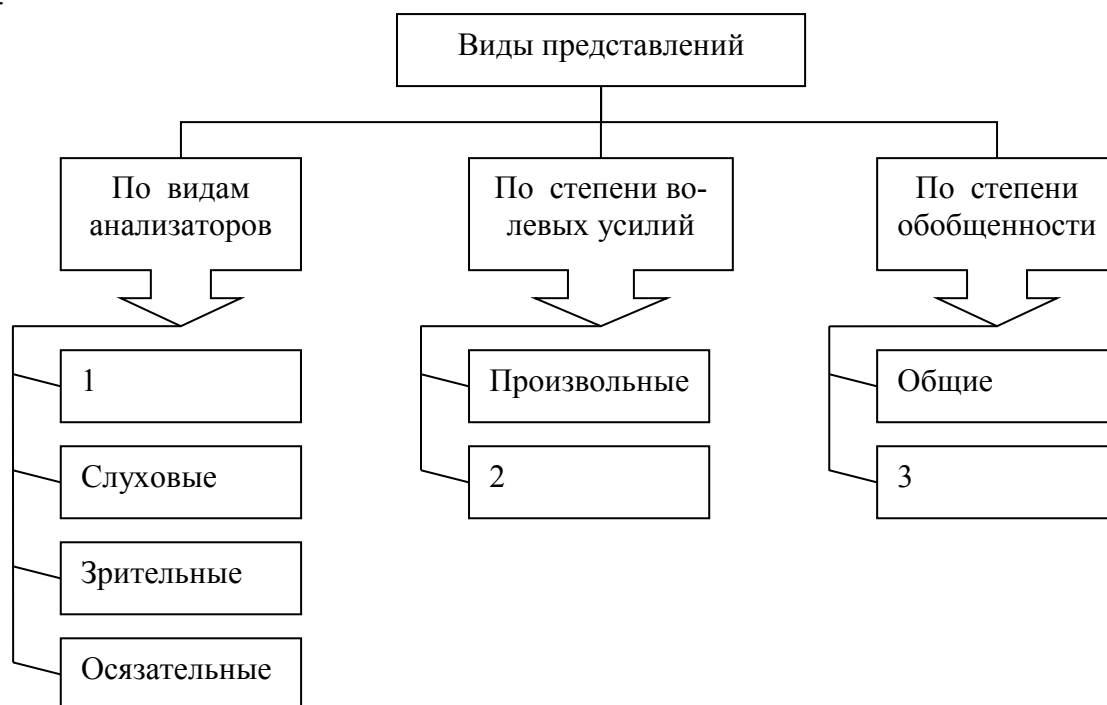 Виды представлений
По видам
анализаторов
По степени во-
левых усилий
По степени
обобщенности
1
Слуховые
Зрительные
Осязательные
Произвольные
2
Общие
3